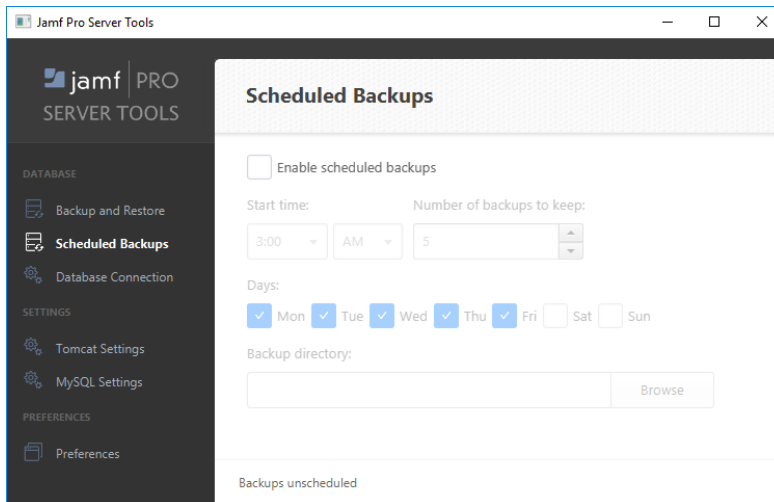 Jamf Pro Server Tools
jamf PRO
SERVER TOOLS
DATABASE
Backup and Restore
Scheduled Backups
Database Connection
SETTINGS
Tomcat Settings
MySQL Settings
PREFERENCES
Preferences
Scheduled Backups
Enable scheduled backups
Start time: Number of backups to keep:
3:00 AM 5
Days:
Mon Tue Wed Thu Fri Sat Sun
Backup directory:
Browse
Backups unscheduled